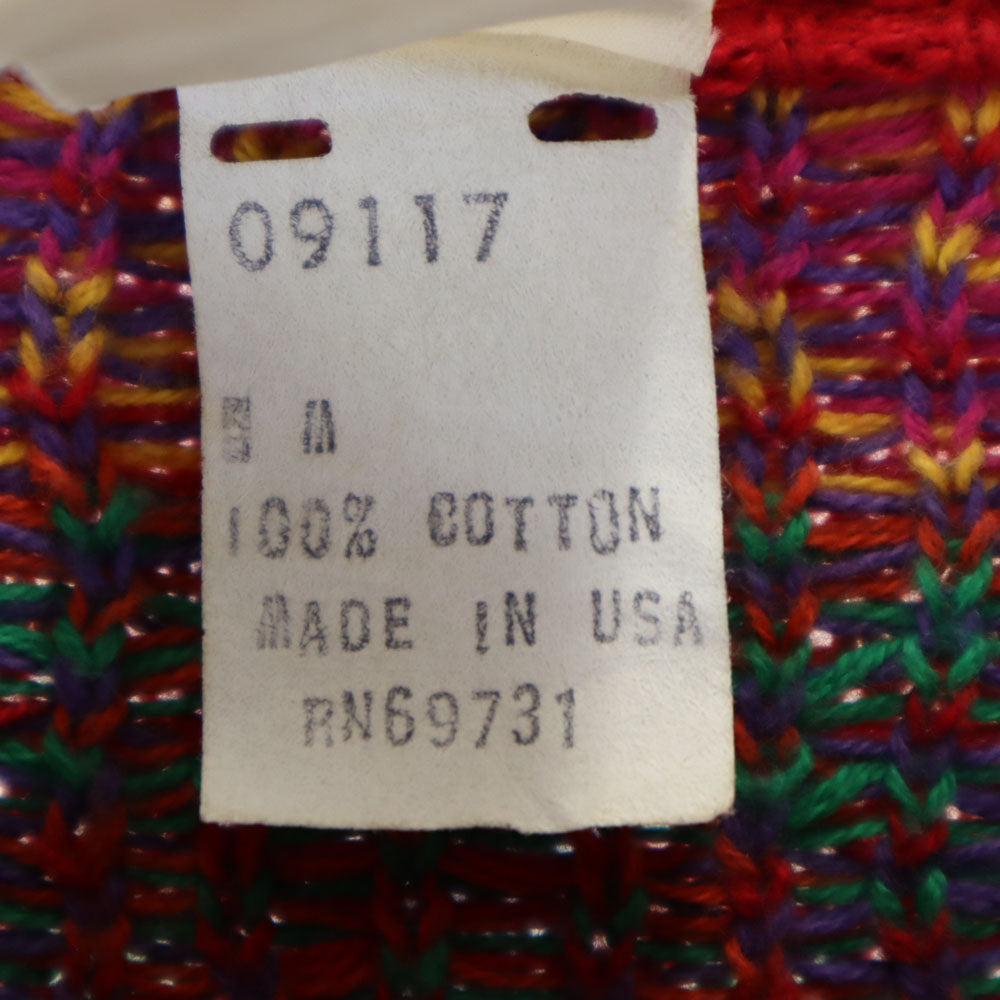 09117
M
100% COTTON
MADE IN USA
RN69731